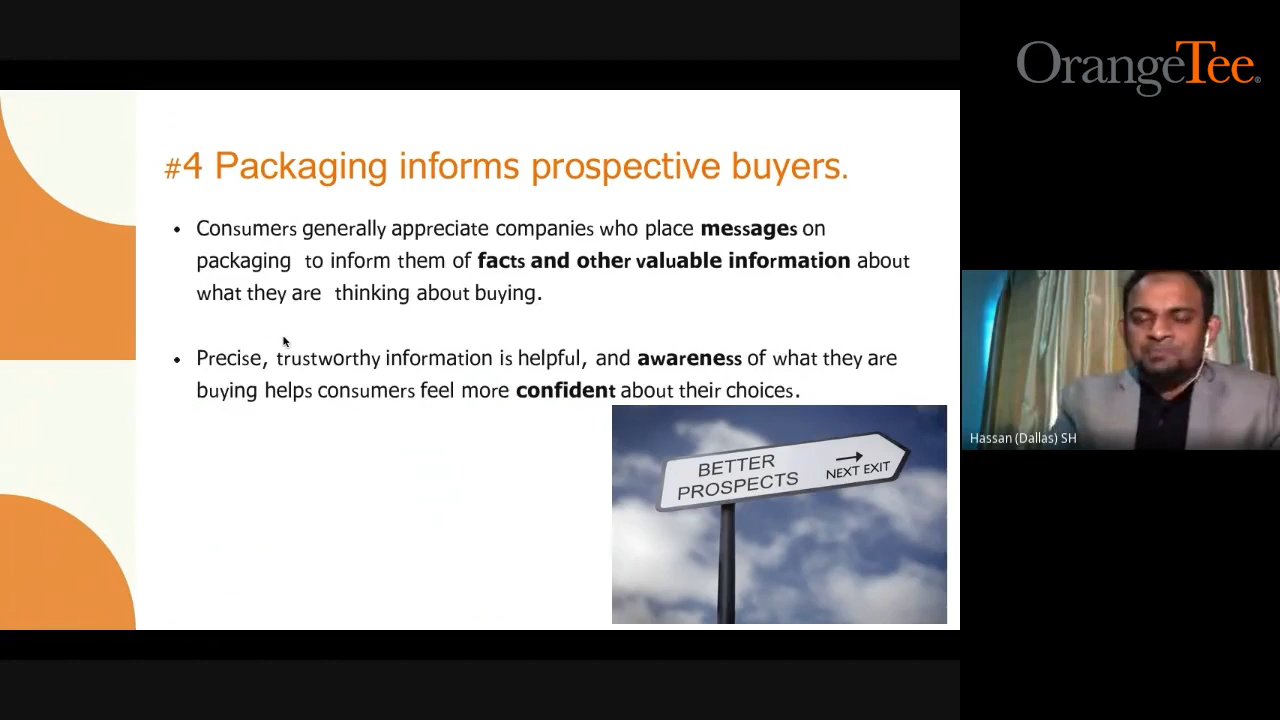 OrangeTee
#4 Packaging informs prospective buyers.
• Consumers generally appreciate companies who place messages on
packaging to inform them of facts and other valuable information about
what they are thinking about buying.
• Precise, trustworthy information is helpful, and awareness of what they are
buying helps consumers feel more confident about their choices.
BETTER
PROSPECTS
→
NEXT EXIT
Hassan (Dallas) SH